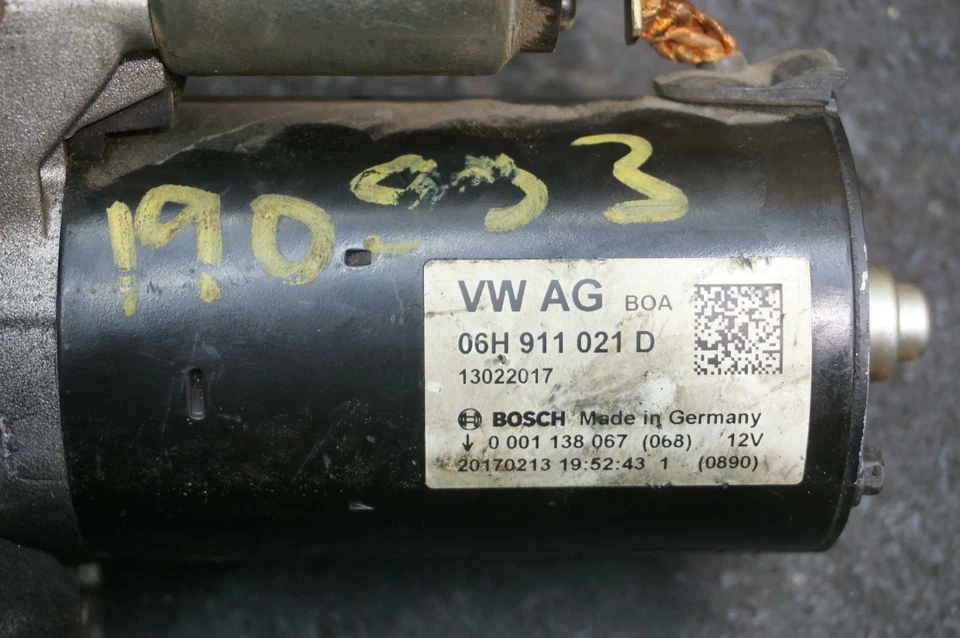 VW AG BOA
06H 911 021 D
13022017
BOSCH Made in Germany
0 001 138 067 (068) 12V
20170213 19:52:43 1 (0890)